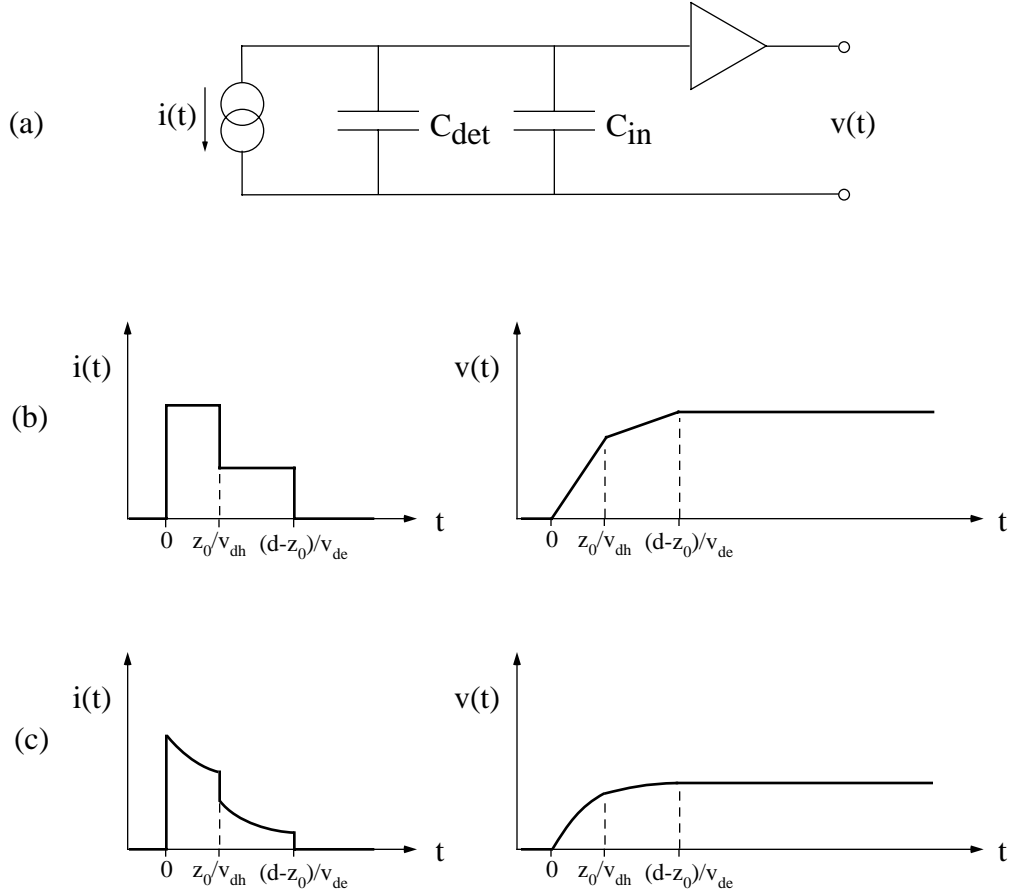 (a) i(t) C_det C_in v(t)
i(t) v(t)
(b)
t t
0 z_0/v_dh (d-z_0)/v_de 0 z_0/v_dh (d-z_0)/v_de
i(t) v(t)
(c)
t t
0 z_0/v_dh (d-z_0)/v_de 0 z_0/v_dh (d-z_0)/v_de